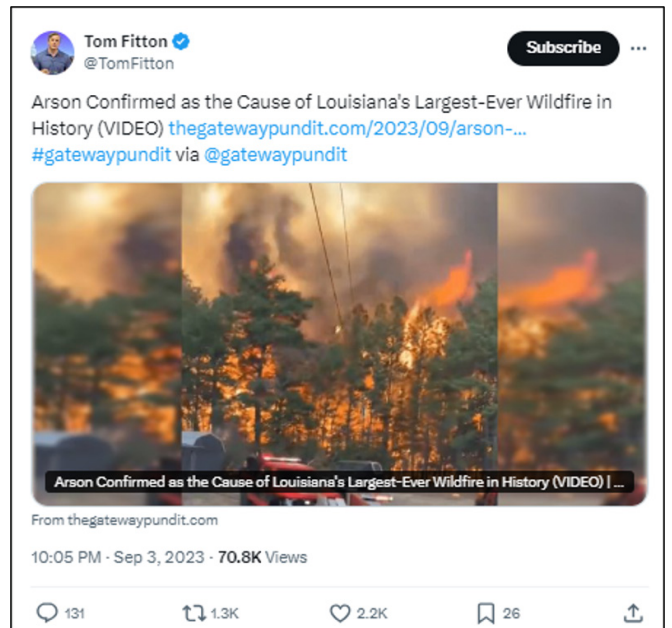 Tom Fitton
@TomFitton
Subscribe
Arson Confirmed as the Cause of Louisiana's Largest-Ever Wildfire in
History (VIDEO) thegatewaypundit.com/2023/09/arson-...
#gatewaypundit via @gatewaypundit
Arson Confirmed as the Cause of Louisiana's Largest-Ever Wildfire in History (VIDEO) | ...
From thegatewaypundit.com
10:05 PM · Sep 3, 2023 · 70.8K Views
131 1.3K 2.2K 26